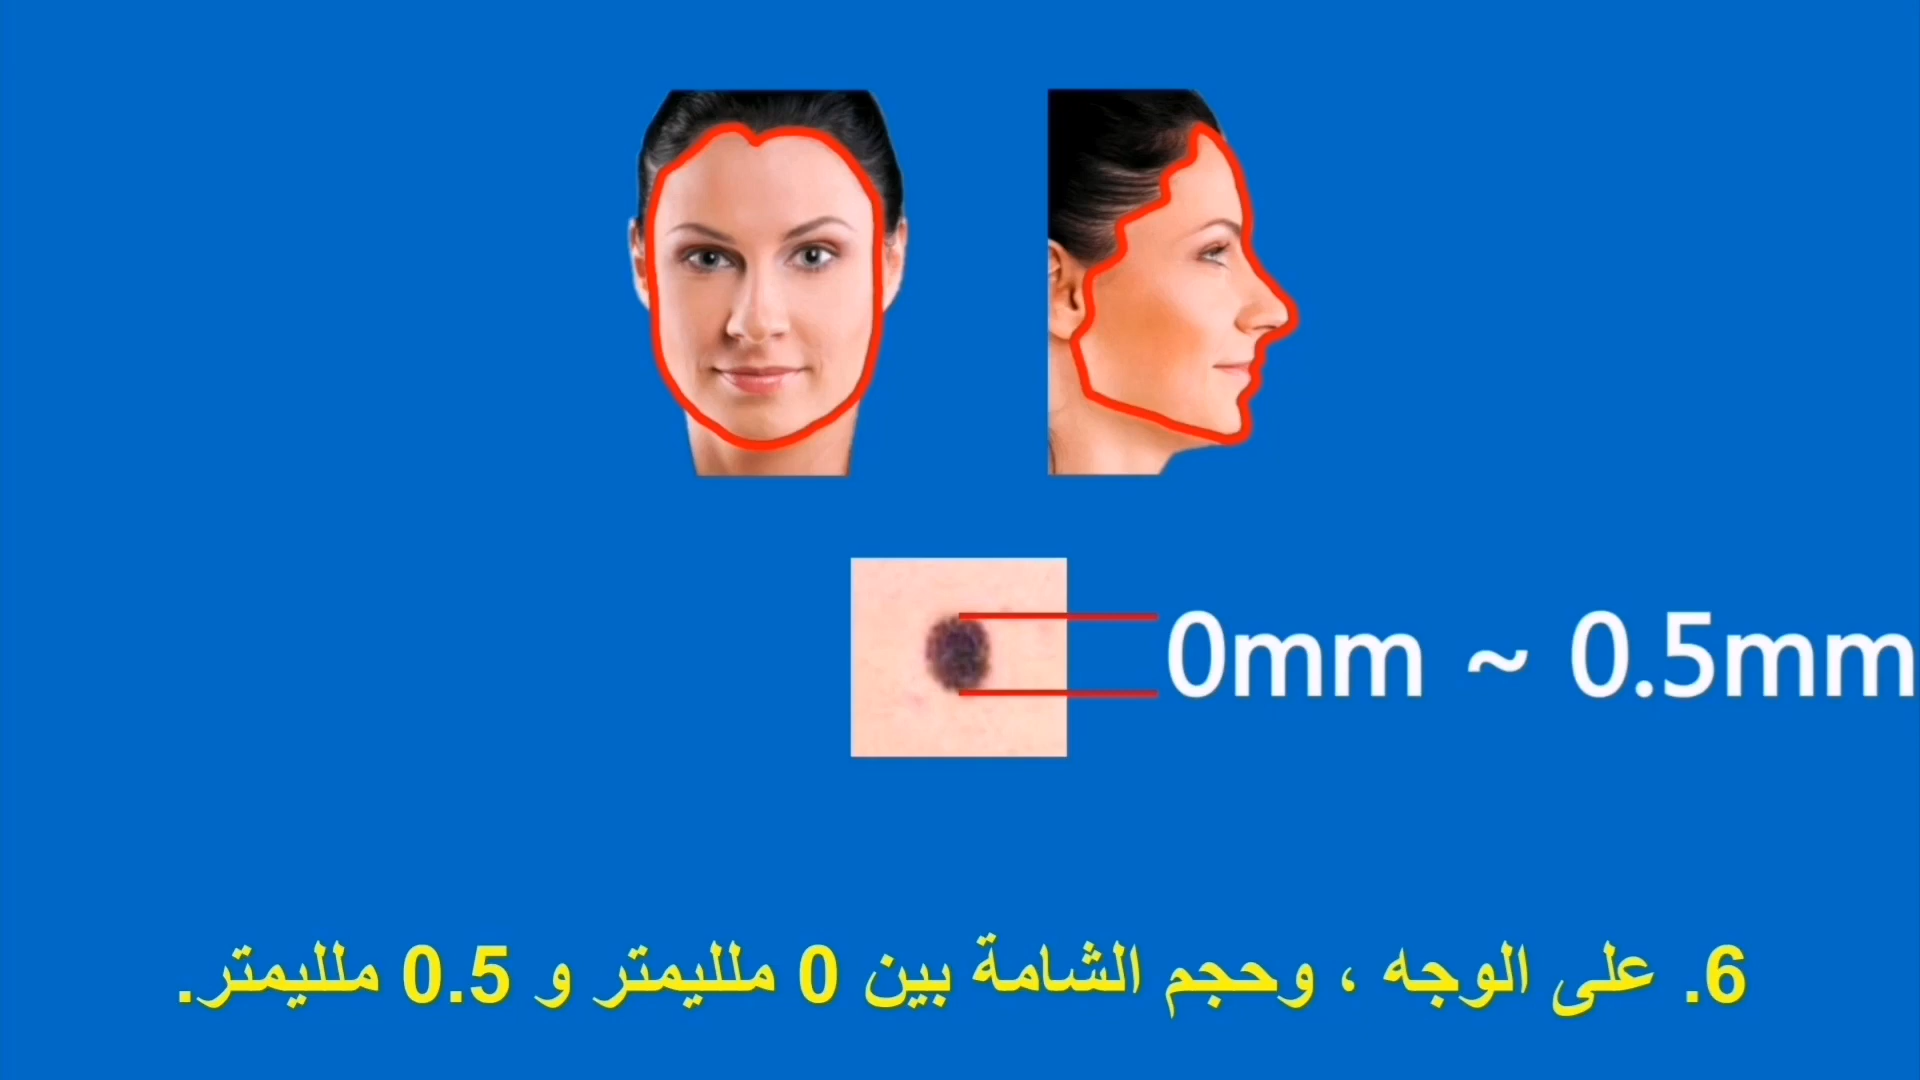 0mm ~ 0.5mm
6. على الوجه ، وحجم الشامة بين 0 ملليمتر و 0.5 ملليمتر.